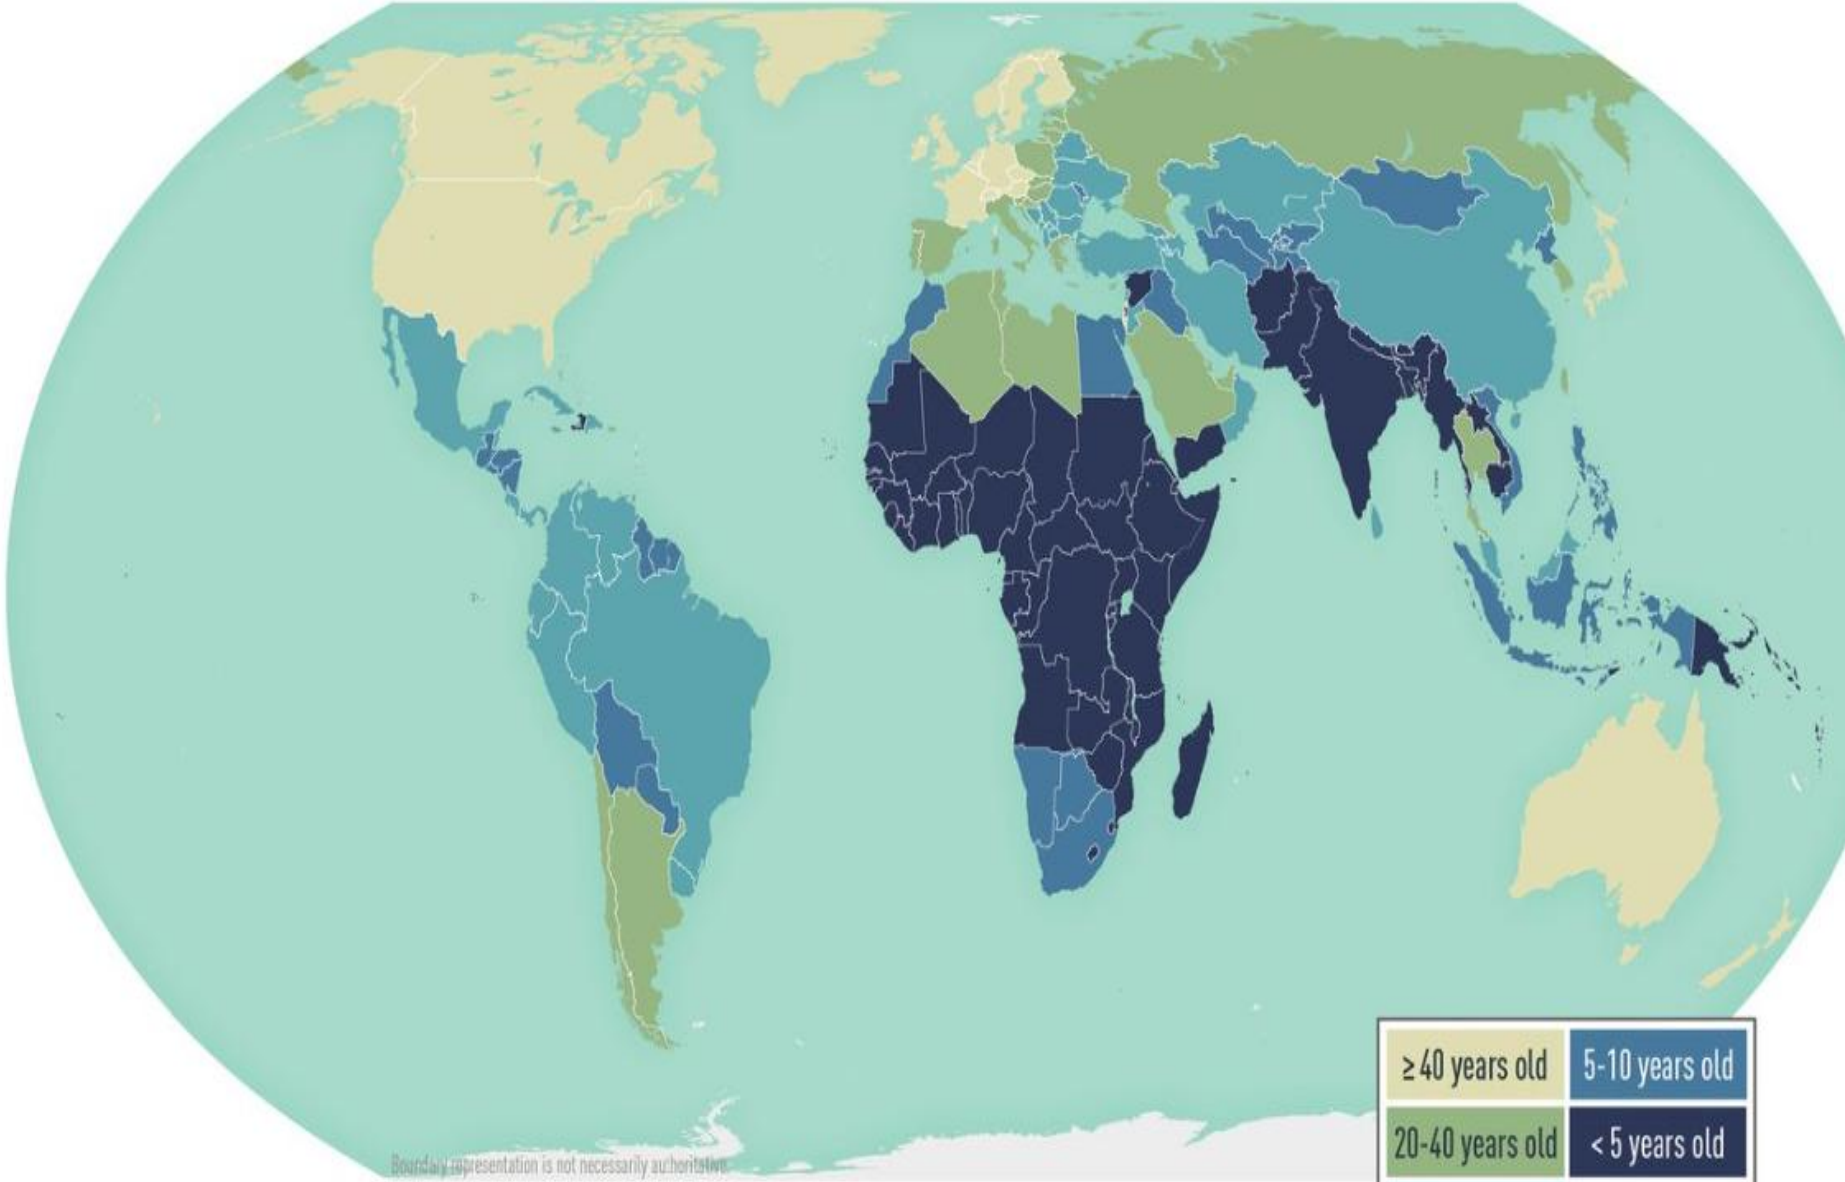 ≥ 40 years old
5-10 years old
20-40 years old
< 5 years old
Boundary representation is not necessarily authoritative.